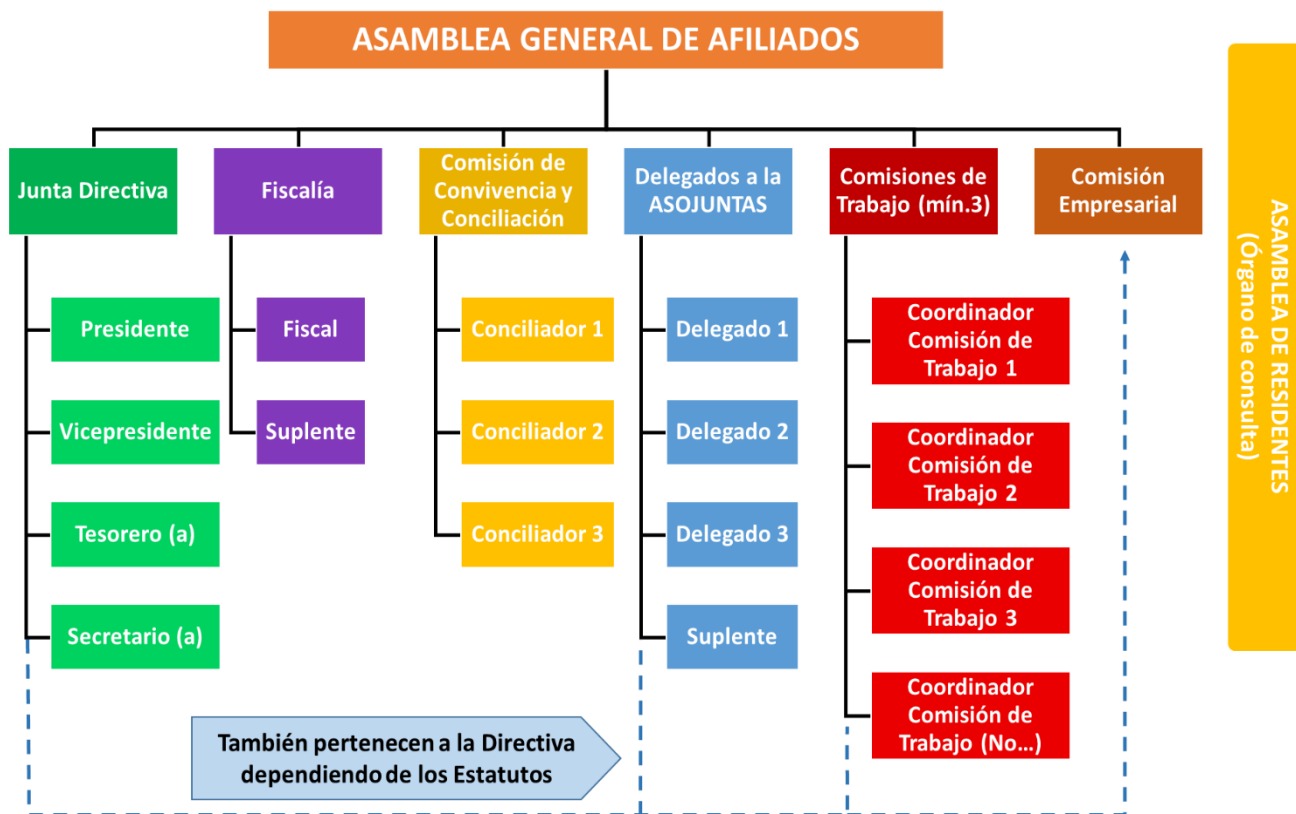 ASAMBLEA GENERAL DE AFILIADOS
Junta Directiva
Presidente
Vicepresidente
Tesorero (a)
Secretario (a)
Fiscalía
Fiscal
Suplente
Comisión de
Convivencia y
Conciliación
Conciliador 1
Conciliador 2
Conciliador 3
Delegados a la
ASOJUNTAS
Delegado 1
Delegado 2
Delegado 3
Suplente
Comisiones de
Trabajo (mín.3)
Coordinador
Comisión de
Trabajo 1
Coordinador
Comisión de
Trabajo 2
Coordinador
Comisión de
Trabajo 3
Coordinador
Comisión de
Trabajo (No...)
Comisión
Empresarial
ASAMBLEA DE RESIDENTES
(Órgano de consulta)
También pertenecen a la Directiva
dependiendo de los Estatutos